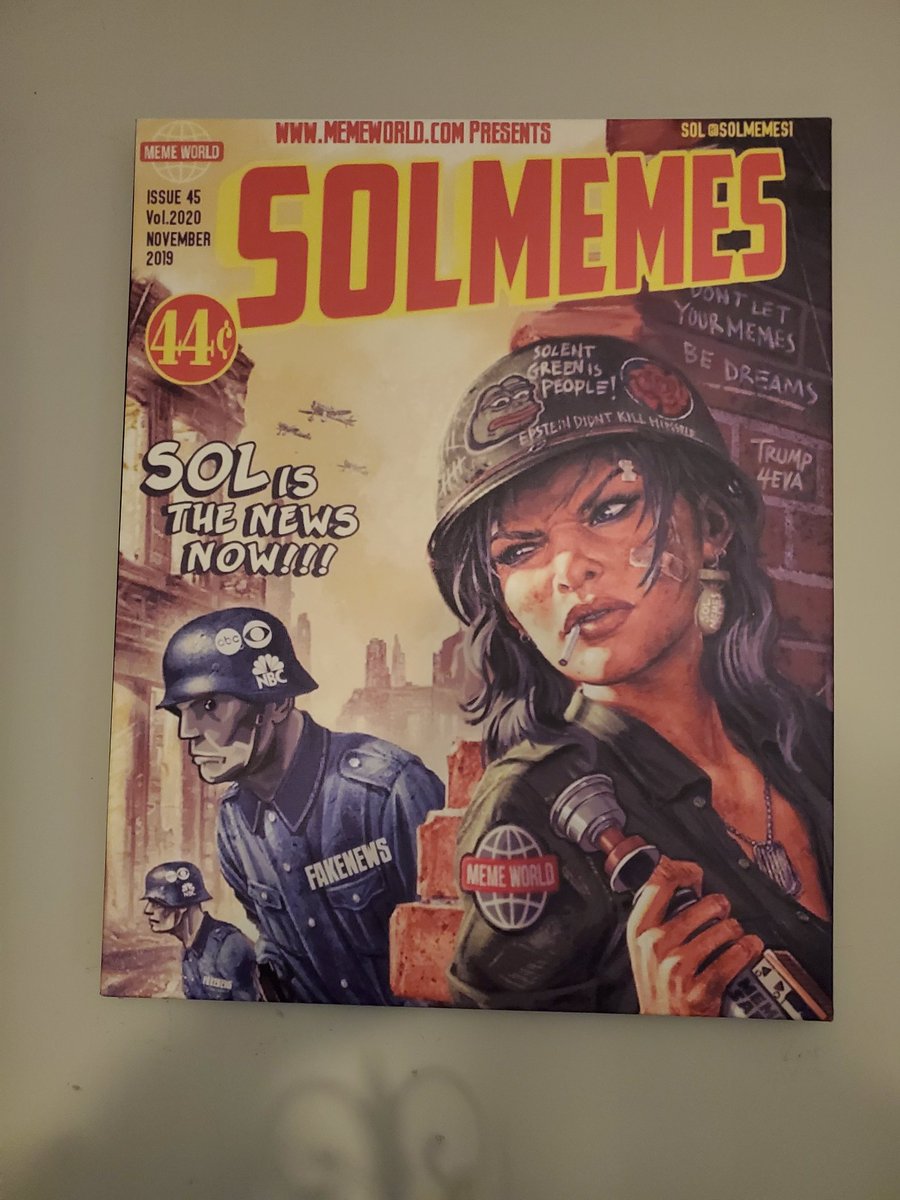 WWW.MEMEWORLD.COM PRESENTS
SOL @SOLMEMES1
MEME WORLD
ISSUE 45
Vol.2020
NOVEMBER
2019
SOLMEMES
44¢
DONT LET
YOUR MEMES
BE DREAMS
TRUMP
4EVA
SOLENT
GREEN IS
PEOPLE!
EPSTEIN DIDNT KILL HIMSELF
SOL IS
THE NEWS
NOW!!!
abc
NBC
FAKENEWS
MEME WORLD
NBC
FAKENEWS